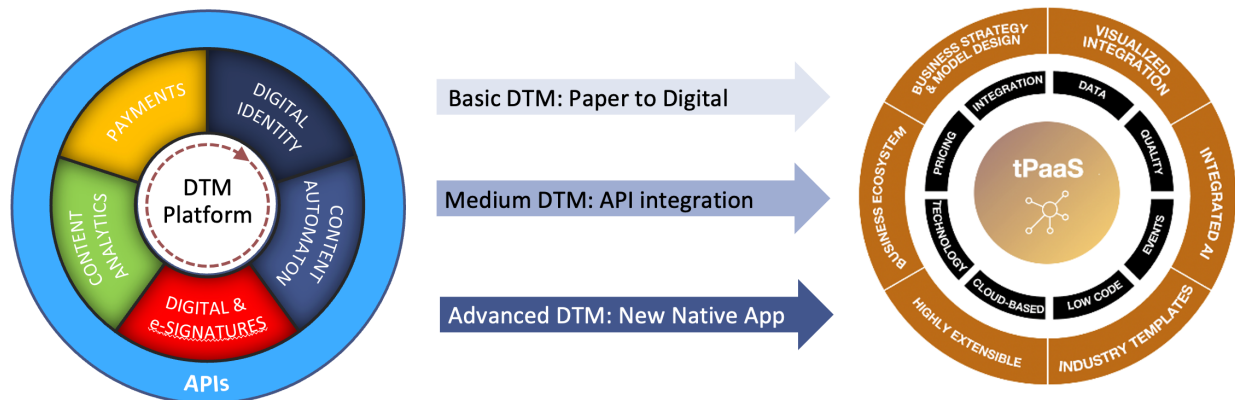 PAYMENTS
DIGITAL
IDENTITY
CONTENT
AUTOMATON
DIGITAL &
e-SIGNATURES
CONTENT
ANALYTICS
DTM
Platform
APIs
Basic DTM: Paper to Digital
Medium DTM: API integration
Advanced DTM: New Native App
BUSINESS STRATEGY
& MODEL DESIGN
VISUALIZED
INTEGRATION
INTEGRATED AI
INDUSTRY TEMPLATES
HIGHLY EXTENSIBLE
BUSINESS ECOSYSTEM
INTEGRATION
DATA
QUALITY
EVENTS
LOW CODE
CLOUD-BASED
TECHNOLOGY
PRICING
tPaaS